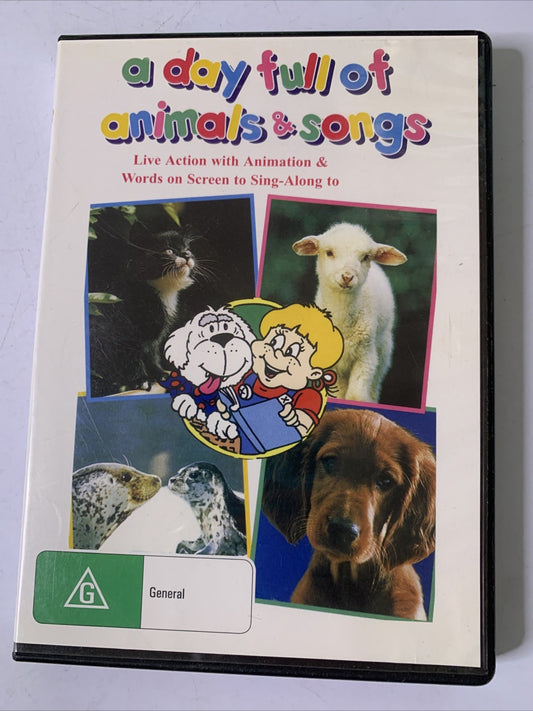 a day full of
animals & songs
Live Action with Animation &
Words on Screen to Sing-Along to
G
General